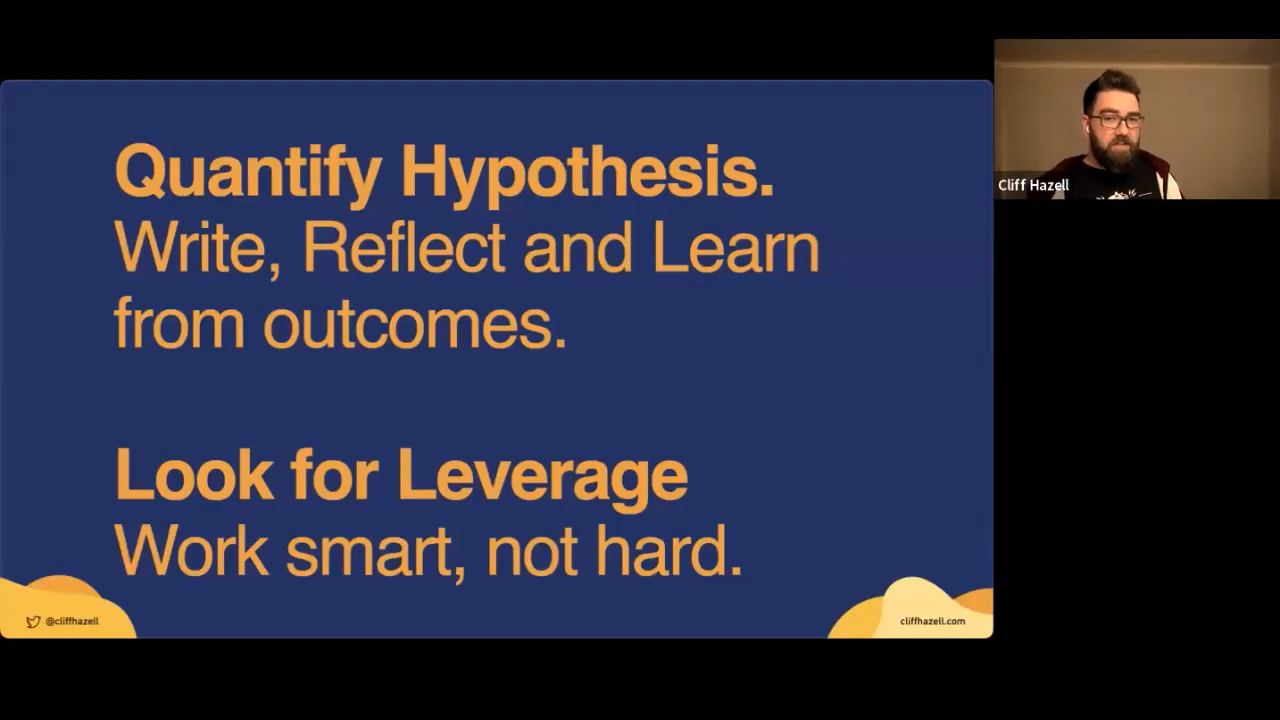 Quantify Hypothesis.
Write, Reflect and Learn
from outcomes.
Look for Leverage
Work smart, not hard.
@cliffhazell
cliffhazell.com
Cliff Hazell